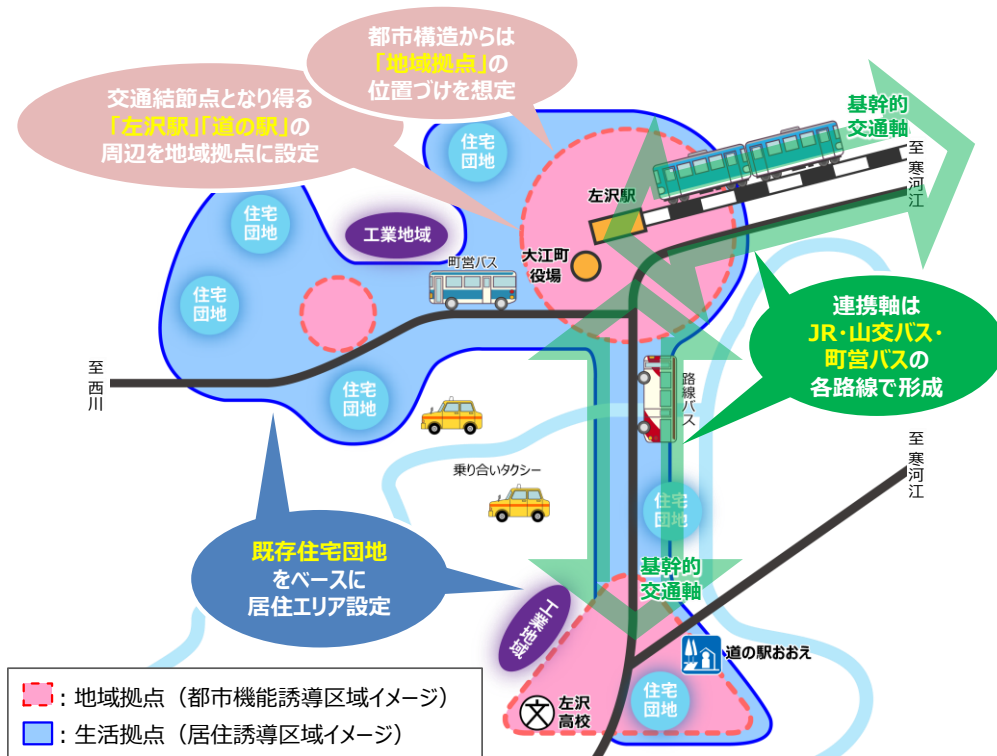 都市構造からは
「地域拠点」の
位置づけを想定
交通結節点となり得る
「左沢駅」「道の駅」の
周辺を地域拠点に設定
住宅
団地
基幹的
交通軸
至 寒河江
左沢駅
住宅
団地
工業地域
大江町
役場
町営バス
住宅
団地
連携軸は
JR・山交バス・
町営バスの
各路線で形成
至 西川
住宅
団地
路線バス
至 寒河江
乗り合いタクシー
住宅
団地
既存住宅団地
をベースに
居住エリア設定
基幹的
交通軸
工業地域
道の駅おおえ
住宅
団地
文
左沢
高校
：地域拠点（都市機能誘導区域イメージ）
：生活拠点（居住誘導区域イメージ）